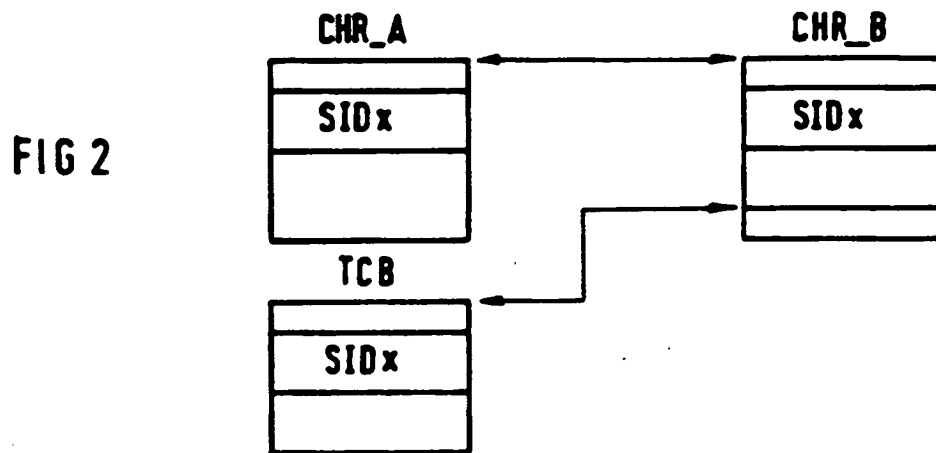 CHR_A
CHR_B
SIDx
SIDx
FIG 2
TCB
SIDx